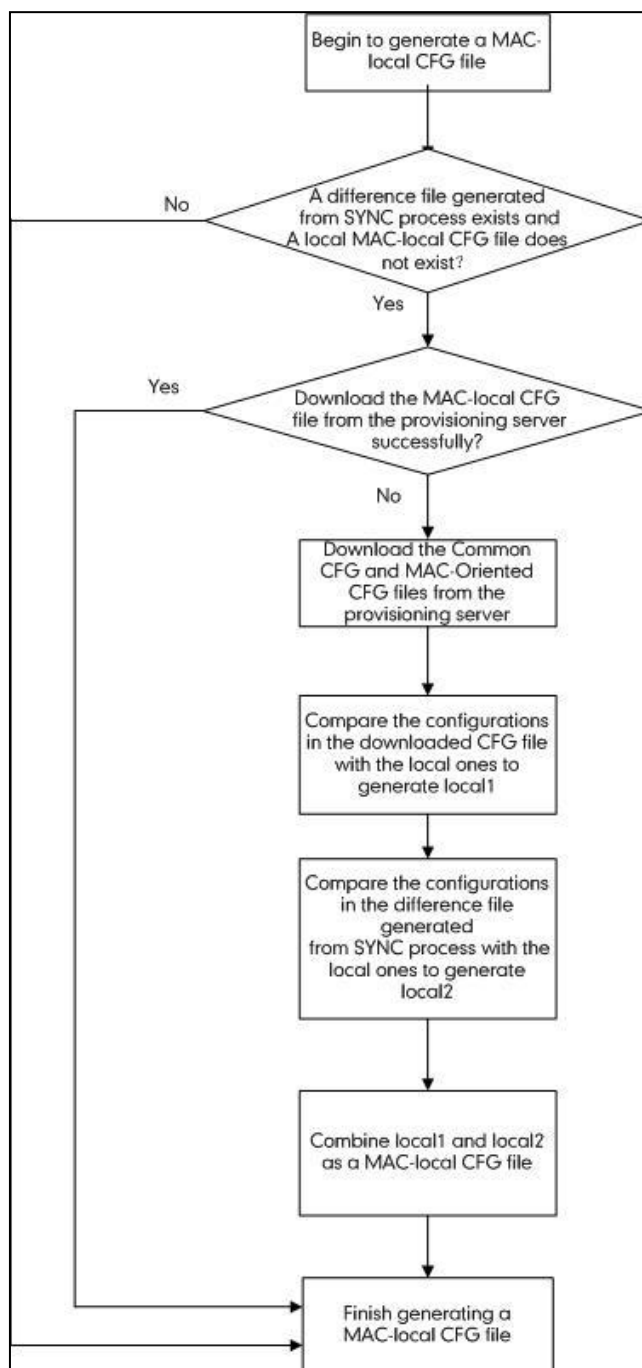 Begin to generate a MAC-
local CFG file
A difference file generated
from SYNC process exists and
A local MAC-local CFG file does
not exist?
No
Yes
Download the MAC-local CFG
file from the provisioning server
successfully?
Yes
No
Download the Common
CFG and MAC-Oriented
CFG files from the
provisioning server
Compare the configurations
in the downloaded CFG file
with the local ones to
generate local1
Compare the configurations
in the difference file
generated
from SYNC process with the
local ones to generate
local2
Combine local1 and local2
as a MAC-local CFG file
Finish generating a
MAC-local CFG file